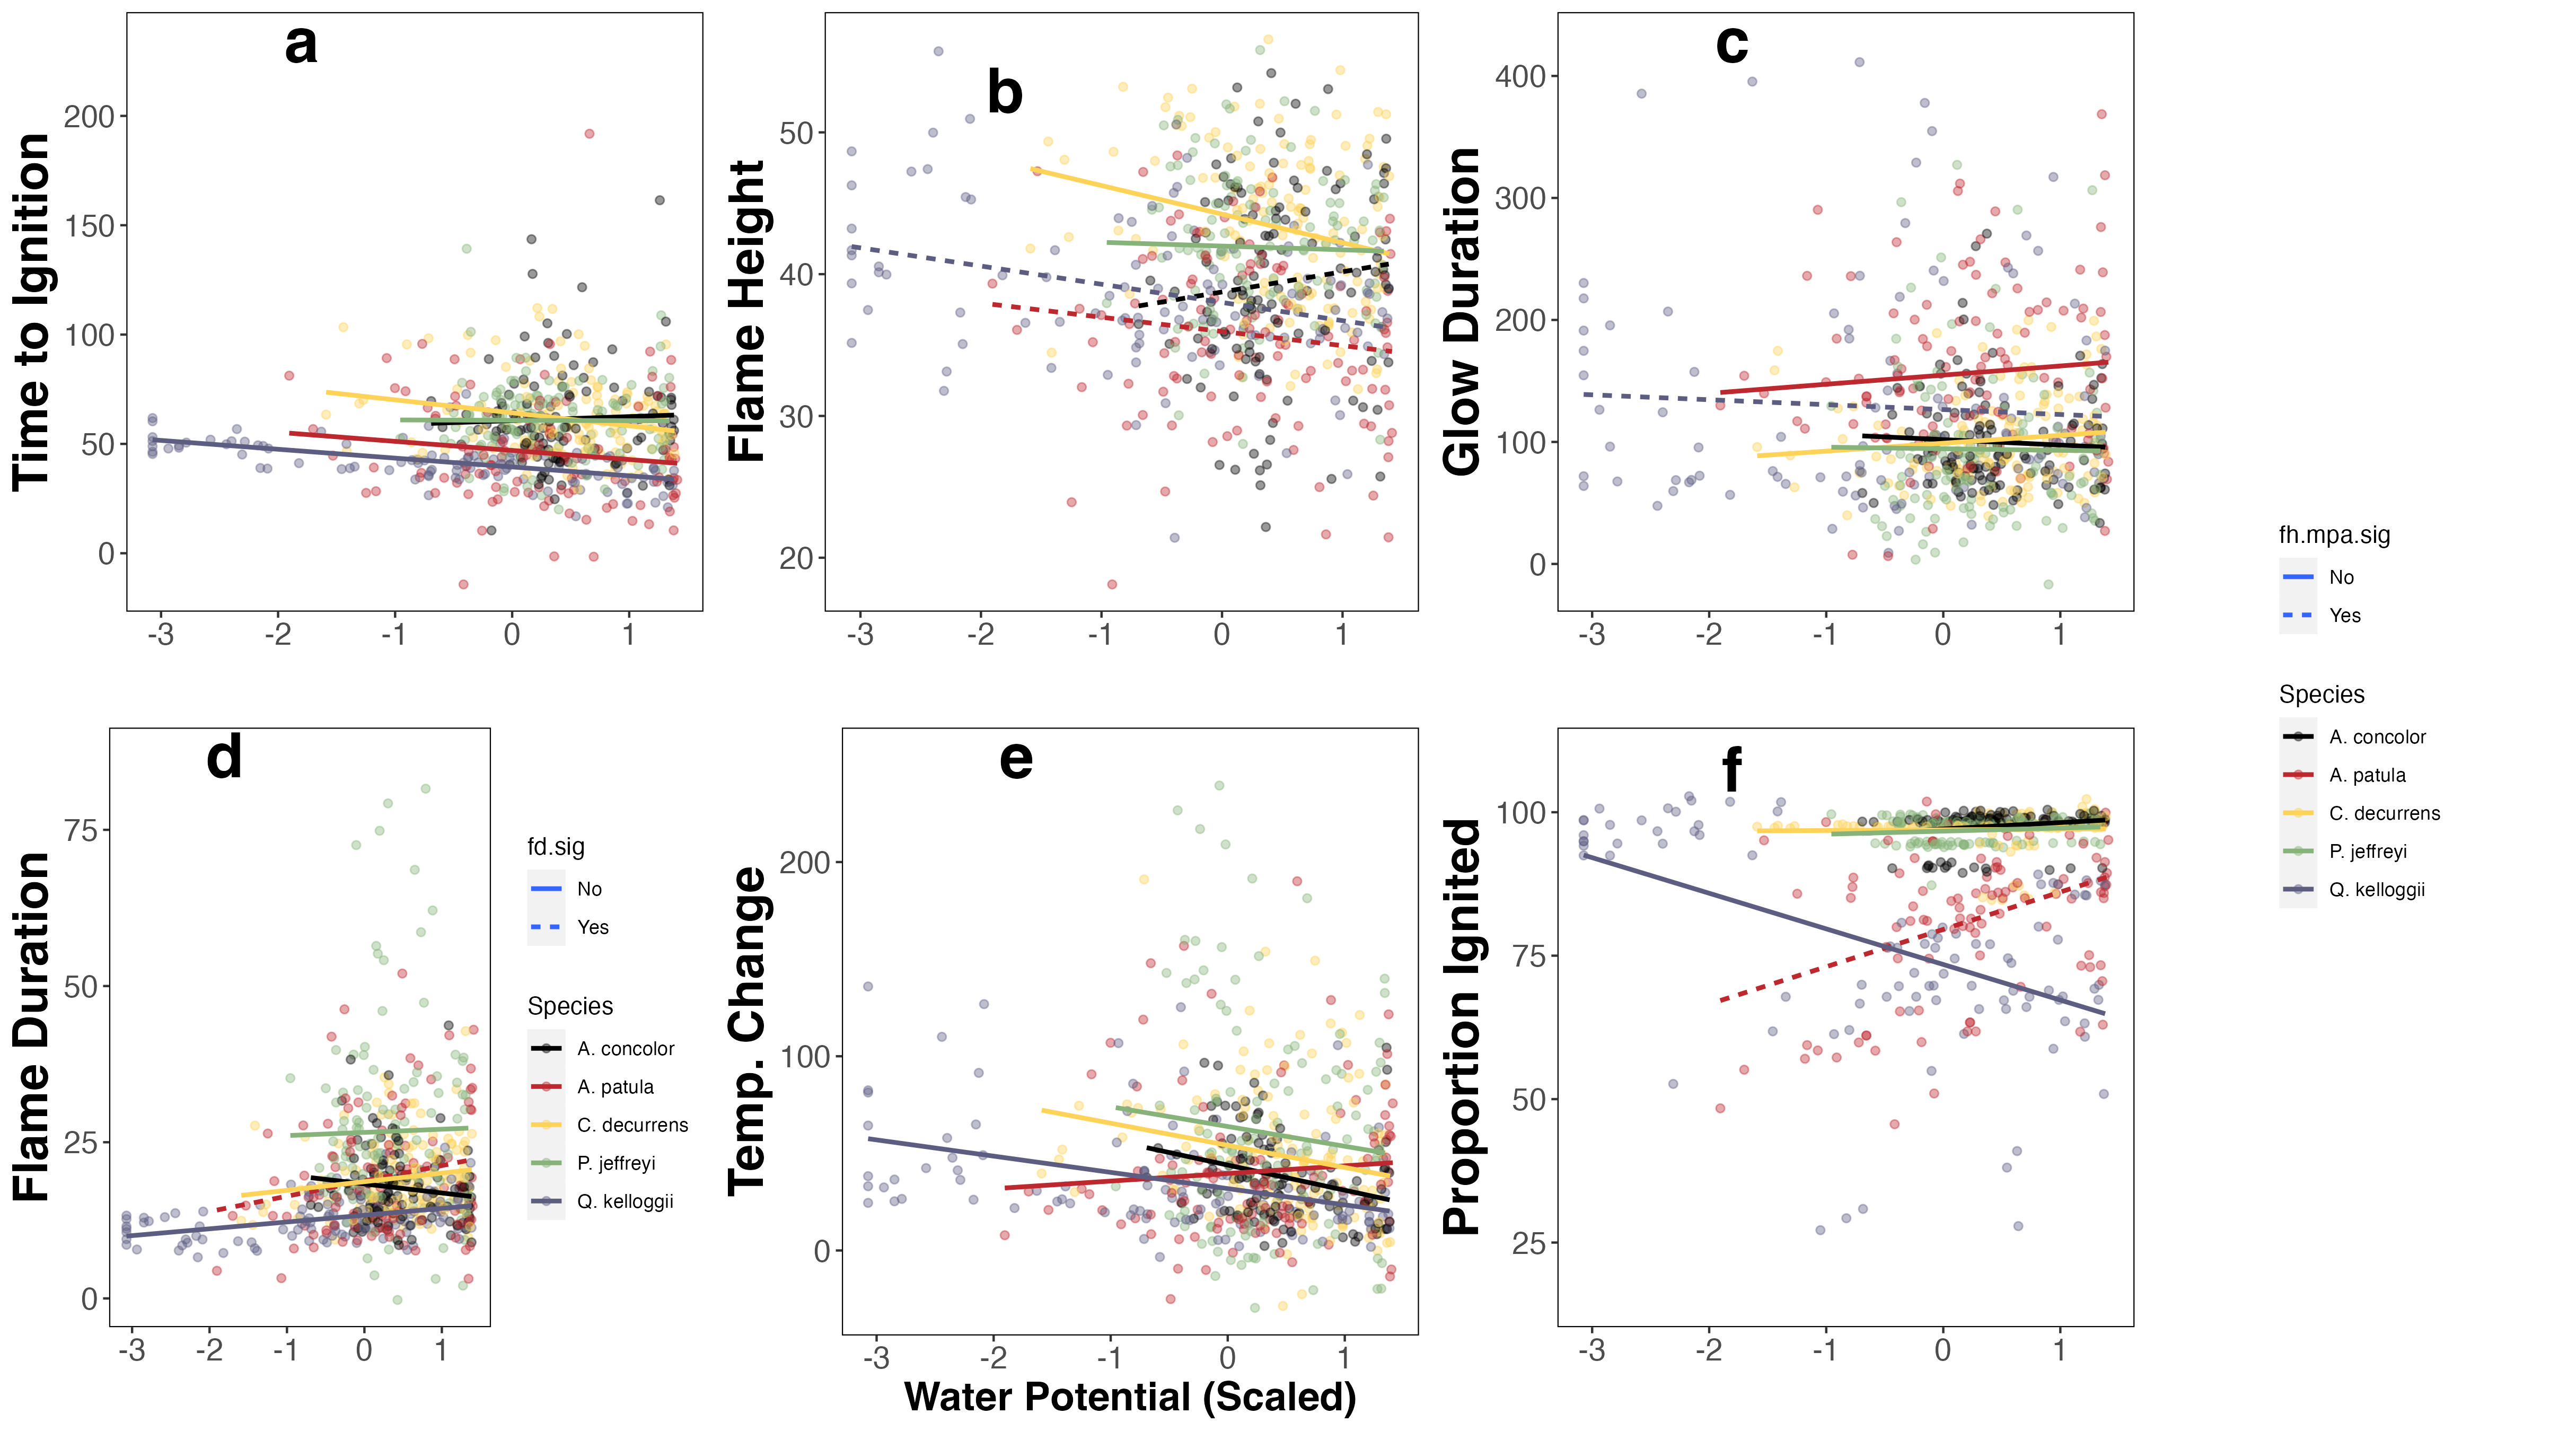 a
Time to Ignition
200
150
100
50
0
-3 -2 -1 0 1
b
Flame Height
50
40
30
20
-3 -2 -1 0 1
c
Glow Duration
400
300
200
100
0
-3 -2 -1 0 1
fh.mpa.sig
No
Yes
Species
A. concolor
A. patula
C. decurrens
P. jeffreyi
Q. kelloggii
d
Flame Duration
75
50
25
0
-3 -2 -1 0 1
fd.sig
No
Yes
Species
A. concolor
A. patula
C. decurrens
P. jeffreyi
Q. kelloggii
e
Temp. Change
200
100
0
-3 -2 -1 0 1
Water Potential (Scaled)
f
Proportion Ignited
100
75
50
25
-3 -2 -1 0 1